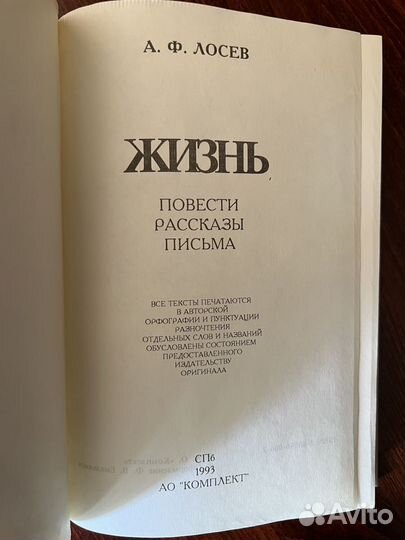 А. Ф. ЛОСЕВ
ЖИЗНЬ
ПОВЕСТИ
РАССКАЗЫ
ПИСЬМА
ВСЕ ТЕКСТЫ ПЕЧАТАЮТСЯ
В АВТОРСКОЙ
ОРФОГРАФИИ И ПУНКТУАЦИИ
РАЗНОЧТЕНИЯ
ОТДЕЛЬНЫХ СЛОВ И НАЗВАНИЙ
ОБУСЛОВЛЕНЫ СОСТОЯНИЕМ
ПРЕДОСТАВЛЕННОГО
ИЗДАТЕЛЬСТВУ
ОРИГИНАЛА
СПб
1993
АО "КОМПЛЕКТ"
Avito